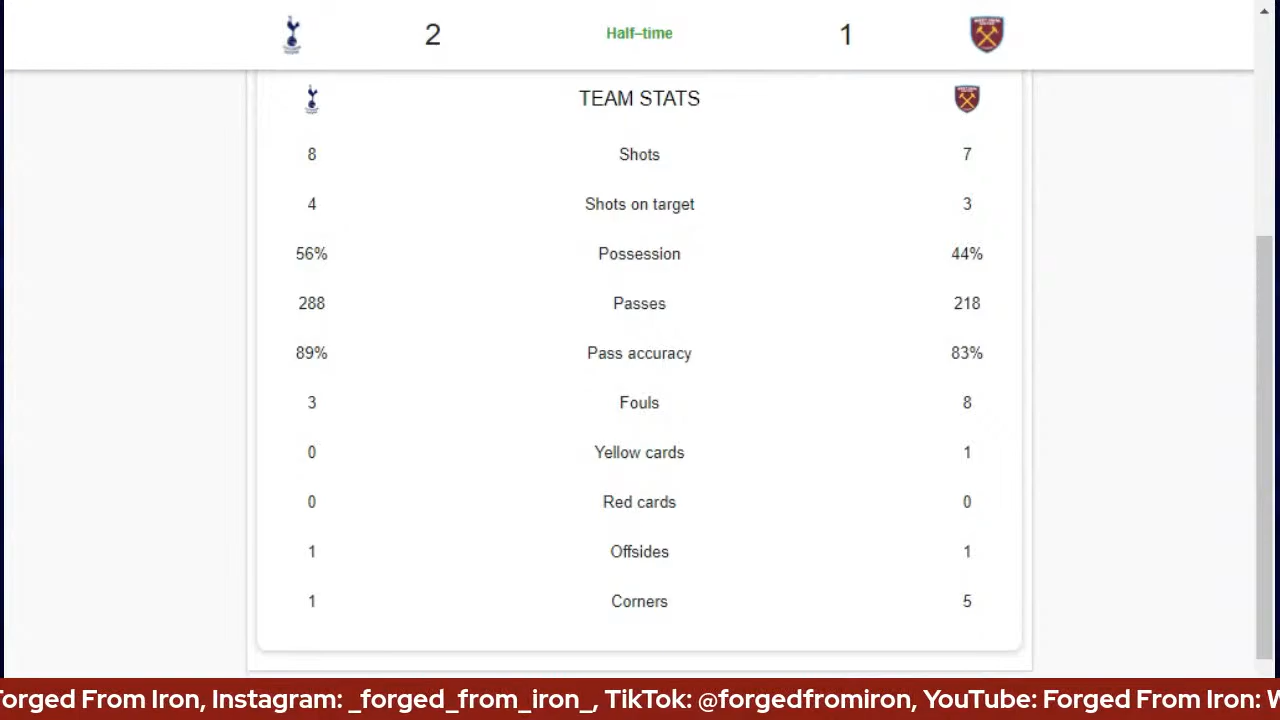 2 Half-time 1
TEAM STATS
8 Shots 7
4 Shots on target 3
56% Possession 44%
288 Passes 218
89% Pass accuracy 83%
3 Fouls 8
0 Yellow cards 1
0 Red cards 0
1 Offsides 1
1 Corners 5
Forged From Iron, Instagram: _forged_from_iron_, TikTok: @forgedfromiron, YouTube: Forged From Iron: W